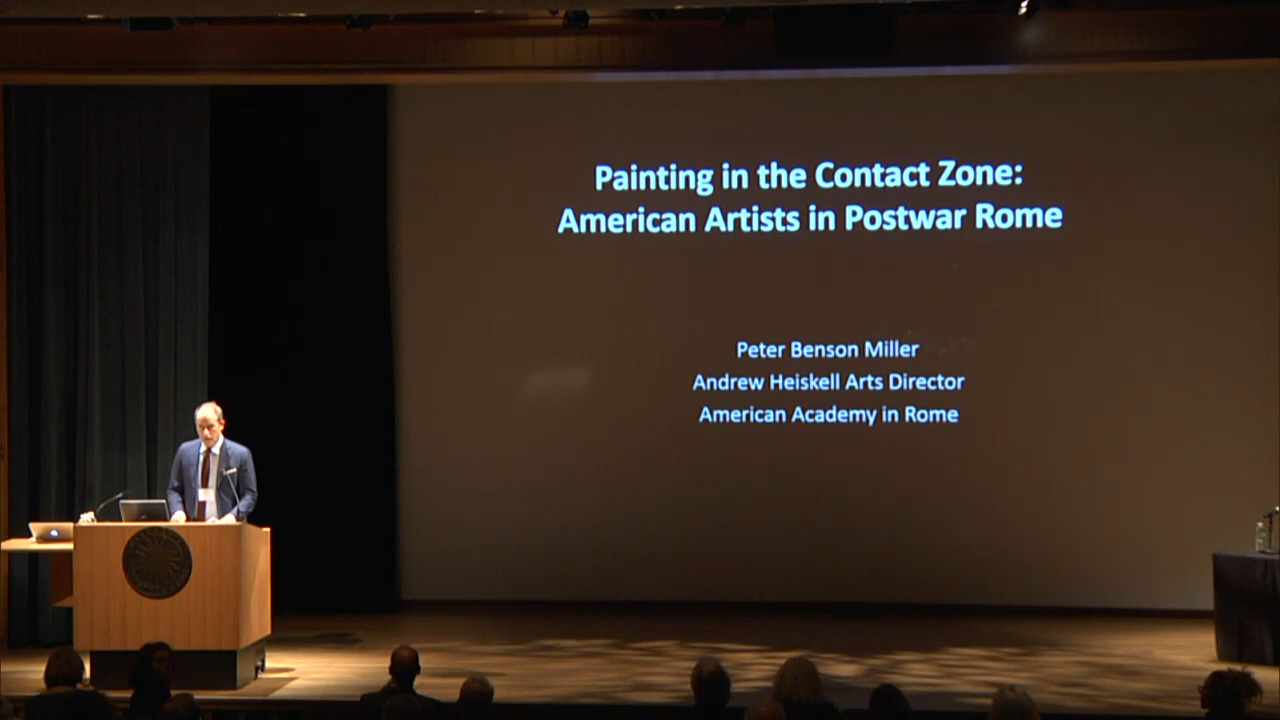 Painting in the Contact Zone:
American Artists in Postwar Rome
Peter Benson Miller
Andrew Heiskell Arts Director
American Academy in Rome